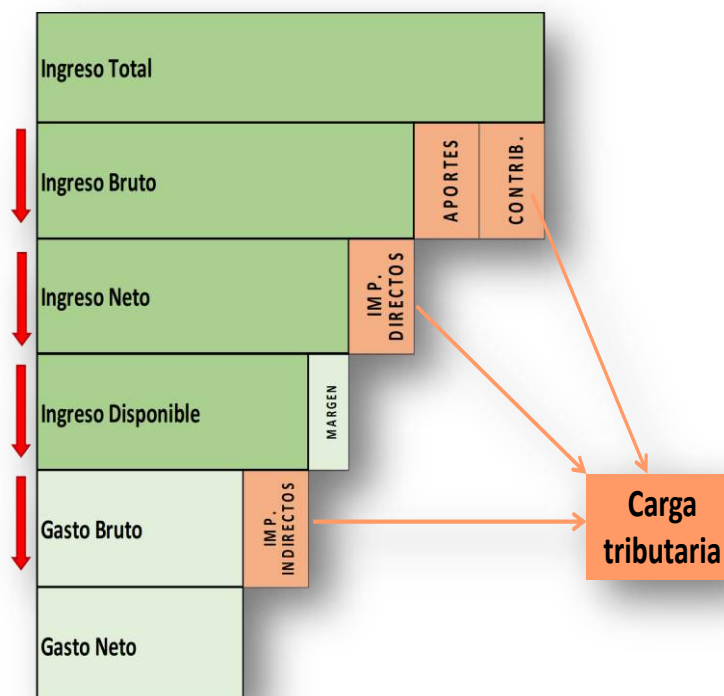 Ingreso Total
Ingreso Bruto
APORTES
CONTRIB.
Ingreso Neto
IMP.
DIRECTOS
Ingreso Disponible
MARGEN
Gasto Bruto
IMP.
INDIRECTOS
Carga
tributaria
Gasto Neto